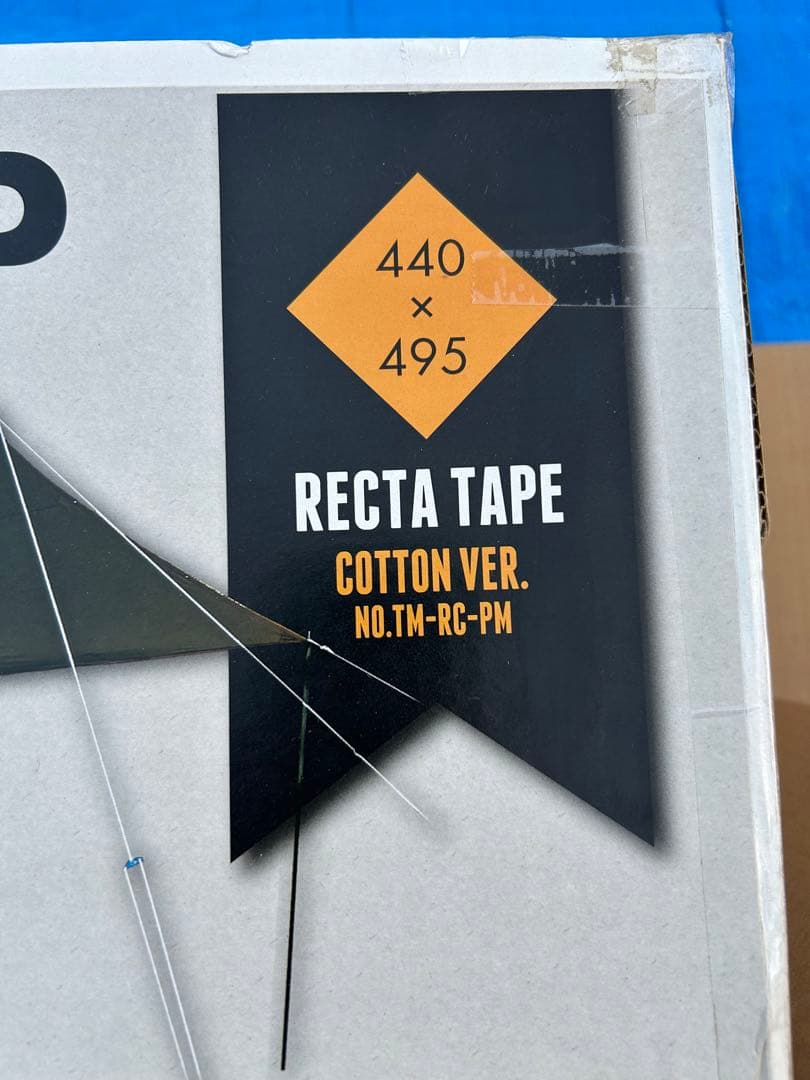 440
×
495
RECTA TAPE
COTTON VER.
NO.TM-RC-PM